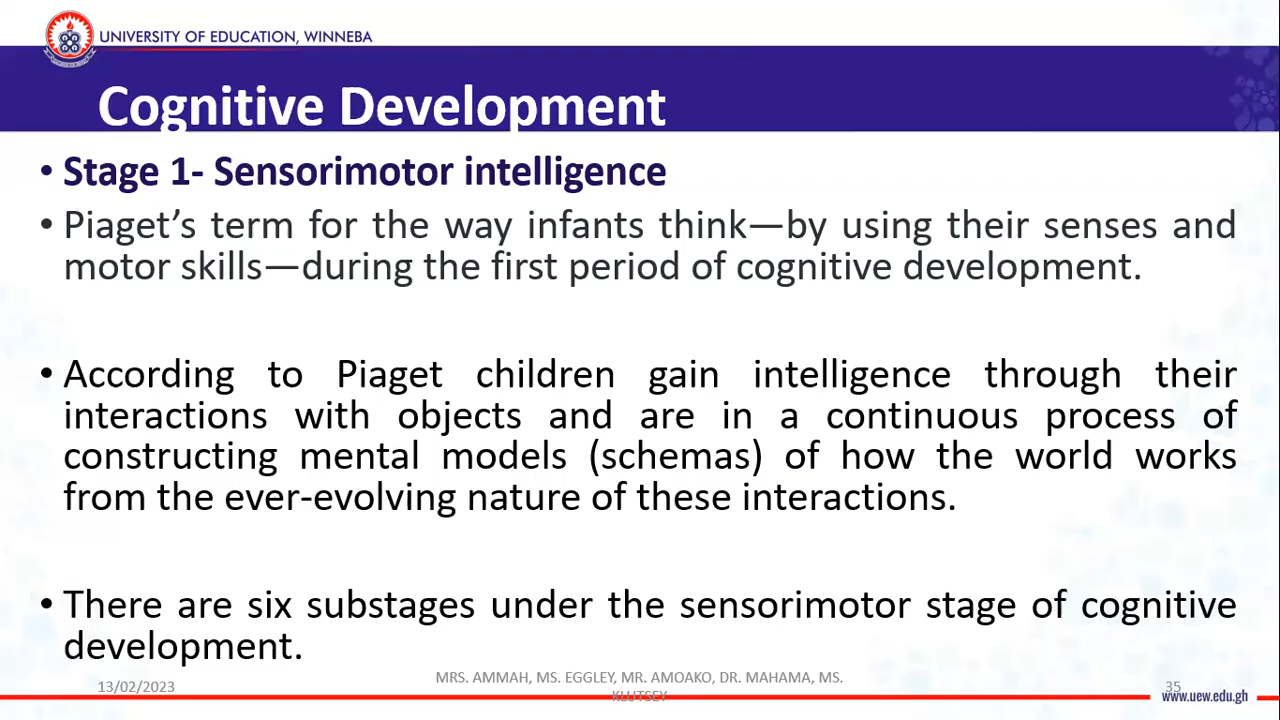 UNIVERSITY OF EDUCATION, WINNEBA
Cognitive Development
• Stage 1- Sensorimotor intelligence
• Piaget’s term for the way infants think—by using their senses and
motor skills—during the first period of cognitive development.
• According to Piaget children gain intelligence through their
interactions with objects and are in a continuous process of
constructing mental models (schemas) of how the world works
from the ever-evolving nature of these interactions.
• There are six substages under the sensorimotor stage of cognitive
development.
13/02/2023
MRS. AMMAH, MS. EGGLEY, MR. AMOAKO, DR. MAHAMA, MS.
KLUTSEY
35
www.uew.edu.gh